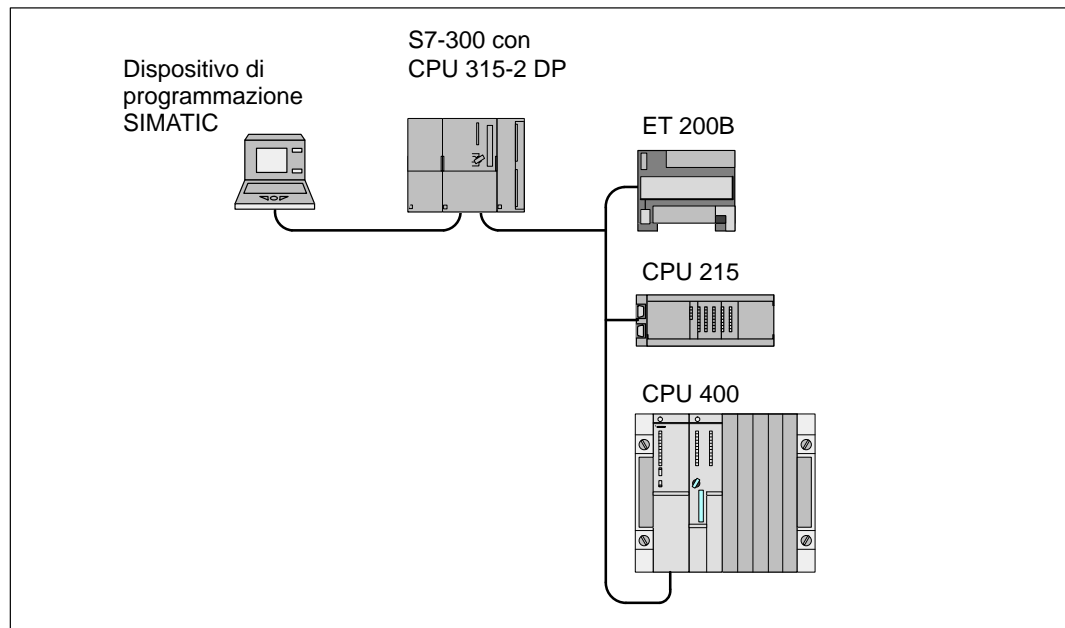 Dispositivo di
programmazione
SIMATIC
S7-300 con
CPU 315-2 DP
ET 200B
CPU 215
CPU 400